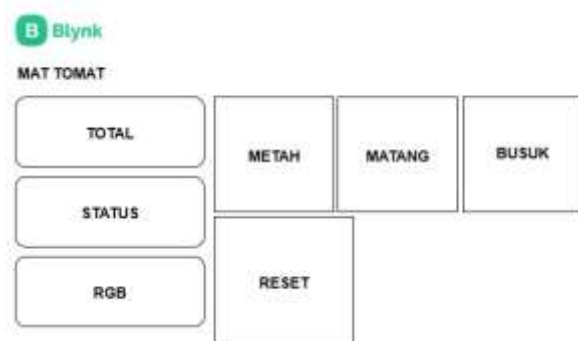 B Blynk
MAT TOMAT
TOTAL
METAH
MATANG
BUSUK
STATUS
RGB
RESET